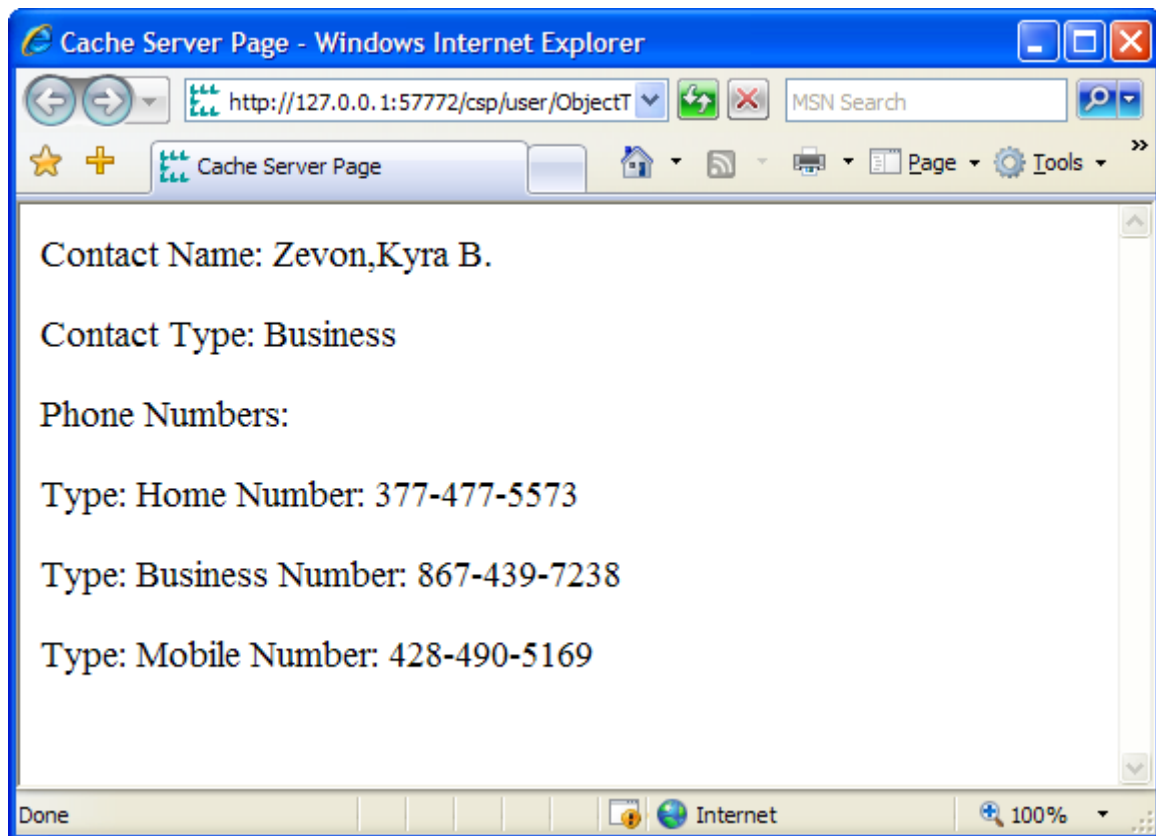 Cache Server Page - Windows Internet Explorer
http://127.0.0.1:57772/csp/user/ObjectT
MSN Search
Cache Server Page
Page
Tools
»
Contact Name: Zevon,Kyra B.
Contact Type: Business
Phone Numbers:
Type: Home Number: 377-477-5573
Type: Business Number: 867-439-7238
Type: Mobile Number: 428-490-5169
Done
Internet
100%